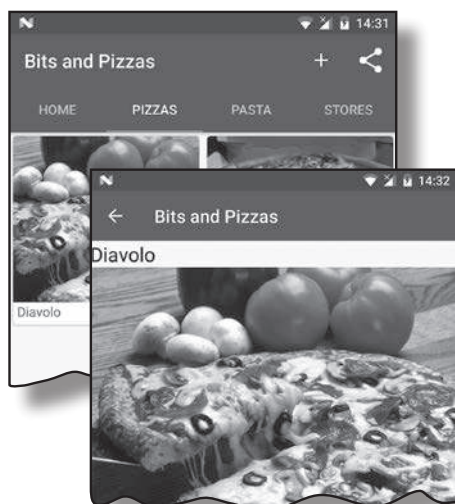 N 14:31
Bits and Pizzas +
HOME PIZZAS PASTA STORES
Diavolo
N 14:32
← Bits and Pizzas
Diavolo